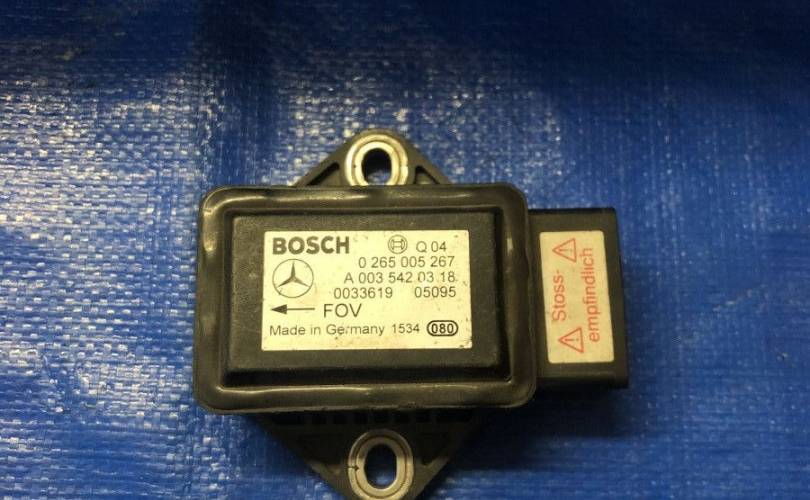 BOSCH Q 04
0 265 005 267
A 003 542 03.18
0033619 05095
FOV
Made in Germany 1534 080
Stoss-
empfindlich